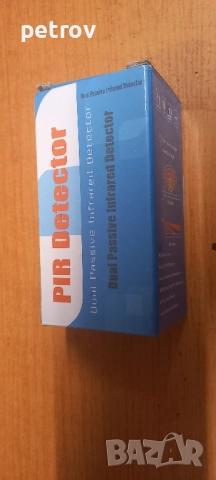 petrov
Dual Passive Infrared Detector
PIR Detector
Dual Passive Infrared Detector
Dual Passive Infrared Detector
BAZAR